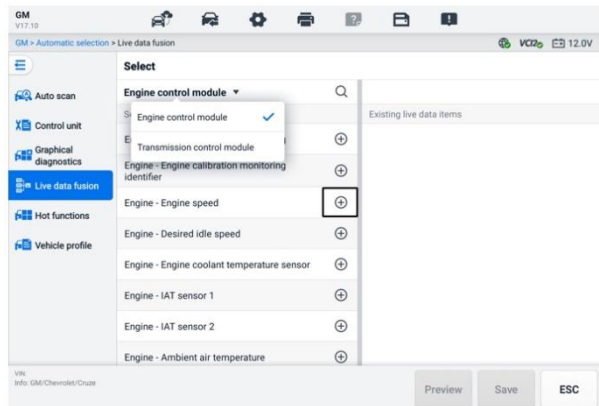 GM
V17.10
GM > Automatic selection > Live data fusion
VCI2
12.0V
Select
Auto scan
Control unit
Graphical
diagnostics
Live data fusion
Hot functions
Vehicle profile
Engine control module
Engine control module
Transmission control module
Existing live data items
Engine - Engine calibration monitoring
identifier
Engine - Engine speed
Engine - Desired idle speed
Engine - Engine coolant temperature sensor
Engine - IAT sensor 1
Engine - IAT sensor 2
Engine - Ambient air temperature
VIN:
Info: GM/Chevrolet/Cruze
Preview
Save
ESC